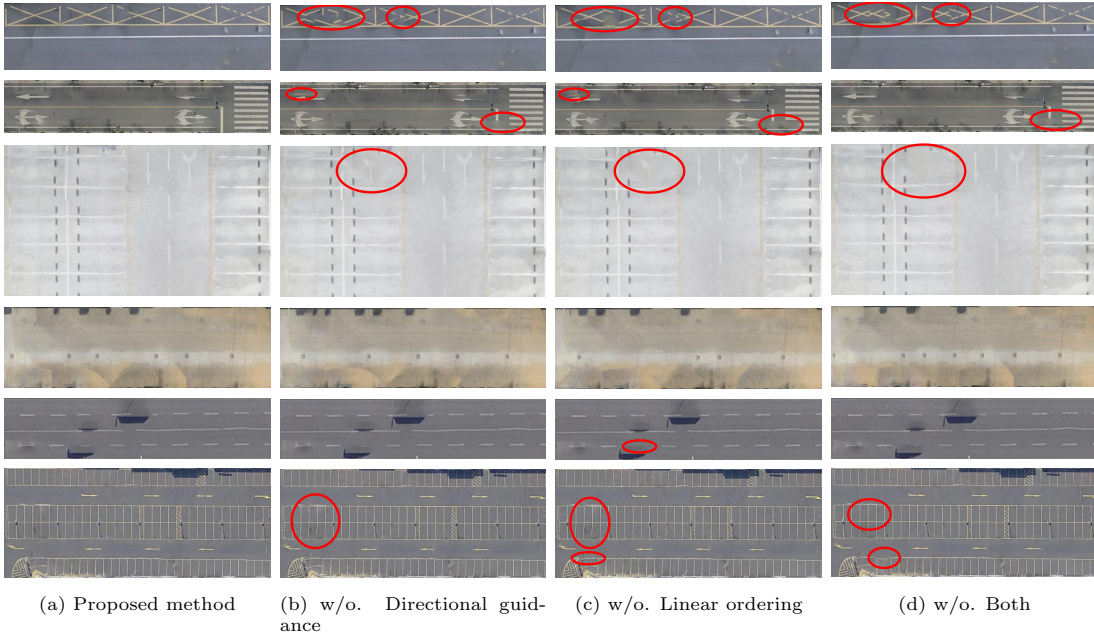 (a) Proposed method
(b) w/o. Directional guid-
ance
(c) w/o. Linear ordering
(d) w/o. Both